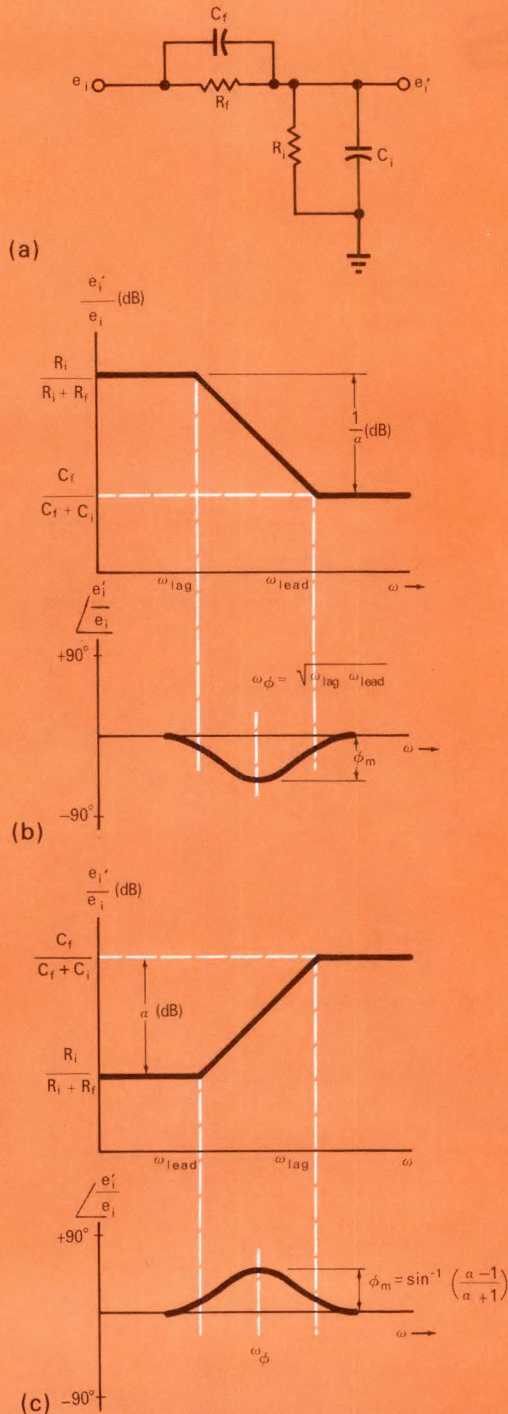 C_f
e_i
e_i′
R_f
R_i
C_i
(a)
e_i′
e_i
(dB)
R_i
R_i + R_f
1
α (dB)
C_f
C_f + C_i
ω_lag
ω_lead
ω →
∠ e_i′
e_i
+90°
ω_ϕ = √ω_lag ω_lead
ω →
ϕ_m
−90°
(b)
e_i′
e_i
(dB)
C_f
C_f + C_i
α (dB)
R_i
R_i + R_f
ω_lead
ω_lag
ω
∠ e_i′
e_i
+90°
ϕ_m = sin⁻¹ (α −1
α +1)
ω →
ω_ϕ
−90°
(c)